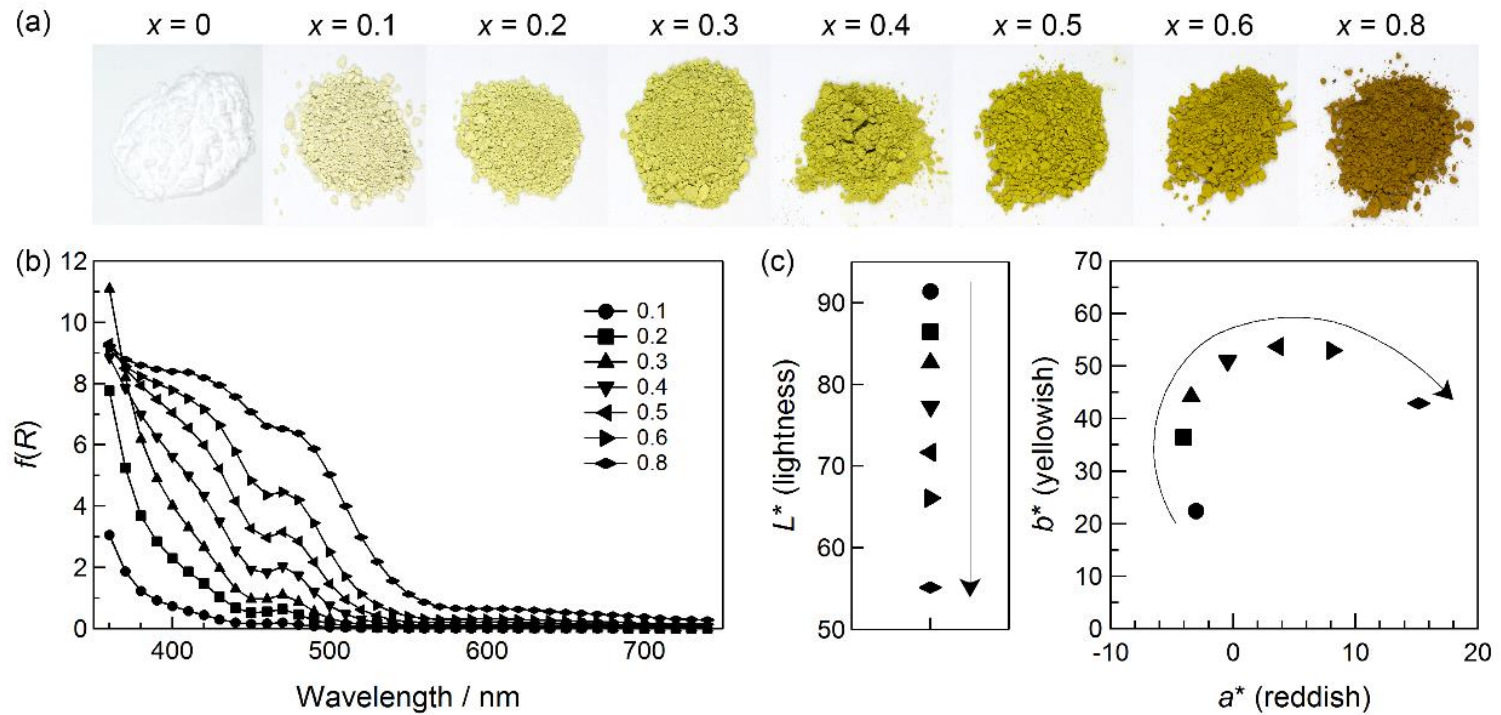 (a)
x = 0 x = 0.1 x = 0.2 x = 0.3 x = 0.4 x = 0.5 x = 0.6 x = 0.8
(b)
12
10
8
6
4
2
0
f(R)
0.1
0.2
0.3
0.4
0.5
0.6
0.8
400 500 600 700
Wavelength / nm
(c)
90
80
70
60
50
L* (lightness)
70
60
50
40
30
20
10
0
b* (yellowish)
-10 0 10 20
a* (reddish)